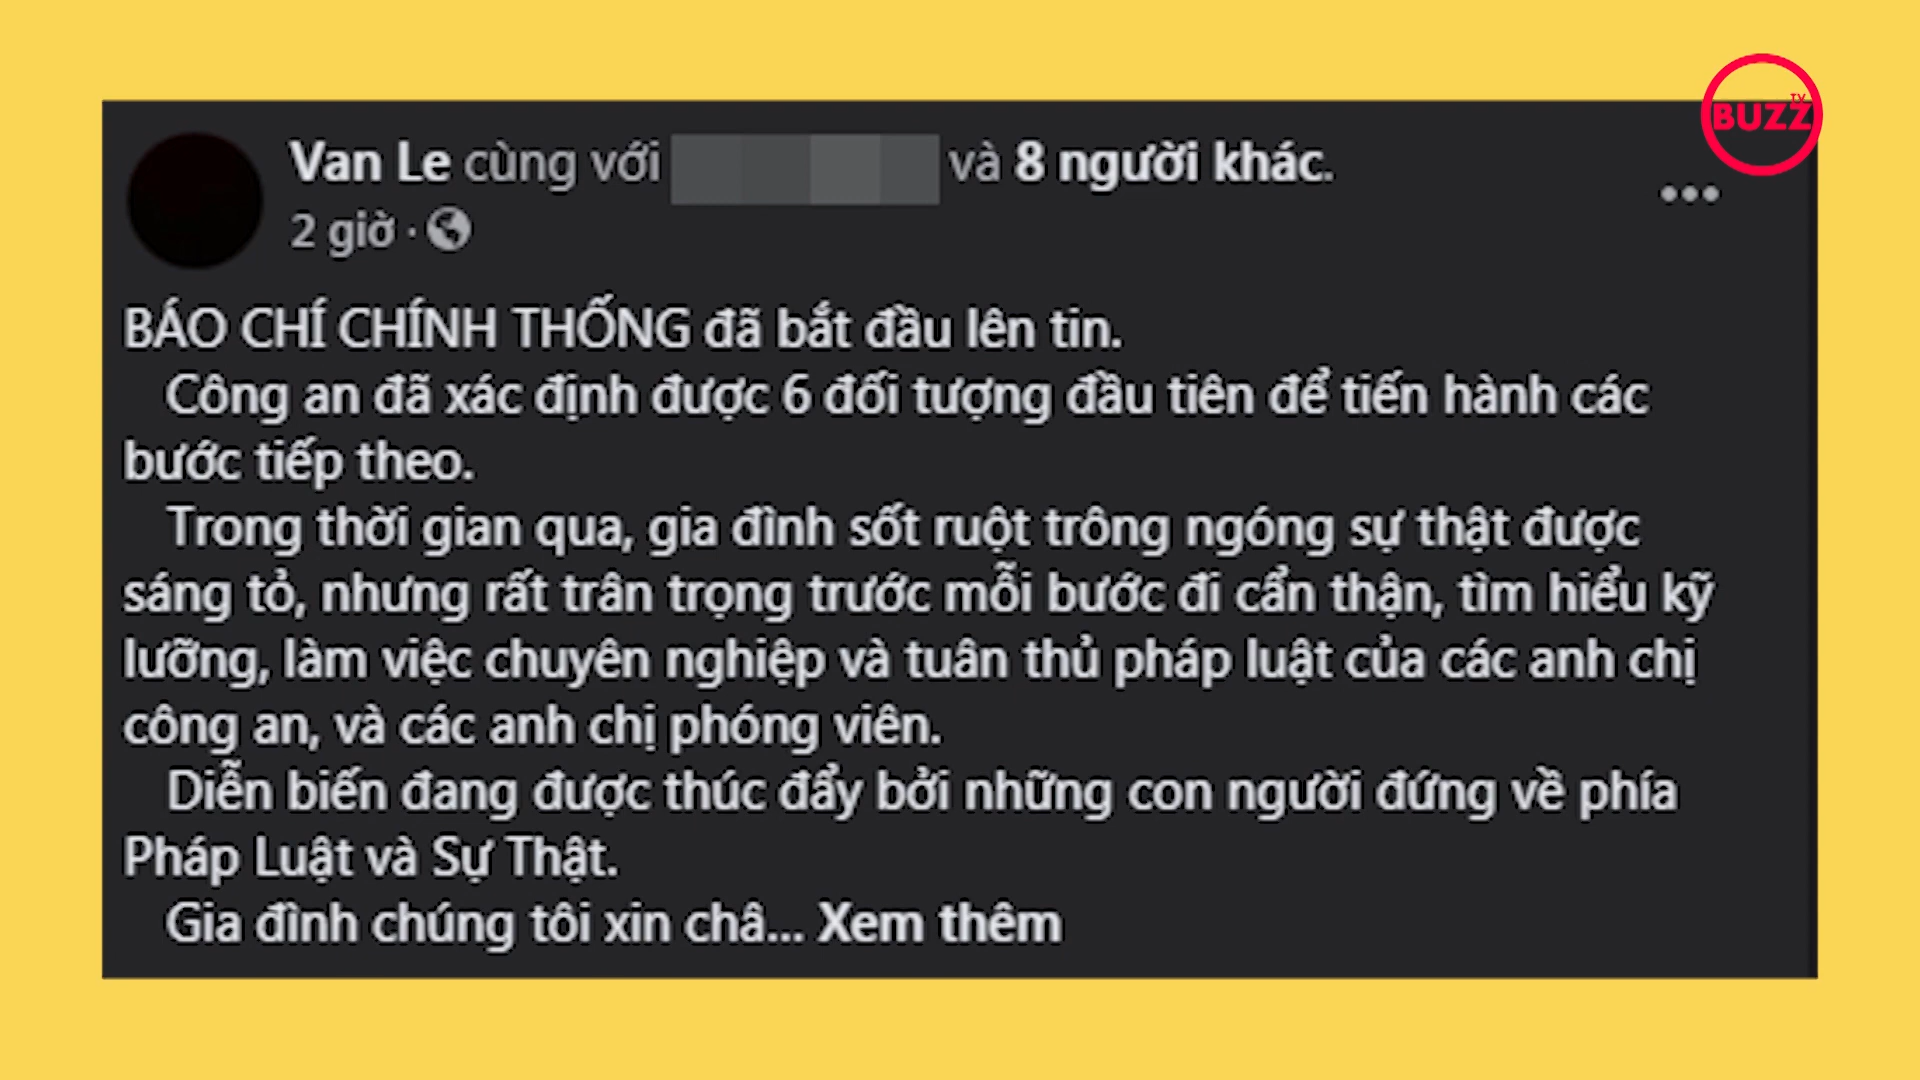 TV
BUZZ
Van Le cùng với và 8 người khác.
2 giờ ·
BÁO CHÍ CHÍNH THỐNG đã bắt đầu lên tin.
Công an đã xác định được 6 đối tượng đầu tiên để tiến hành các
bước tiếp theo.
Trong thời gian qua, gia đình sốt ruột trông ngóng sự thật được
sáng tỏ, nhưng rất trân trọng trước mỗi bước đi cẩn thận, tìm hiểu kỹ
lưỡng, làm việc chuyên nghiệp và tuân thủ pháp luật của các anh chị
công an, và các anh chị phóng viên.
Diễn biến đang được thúc đẩy bởi những con người đứng về phía
Pháp Luật và Sự Thật.
Gia đình chúng tôi xin châ... Xem thêm